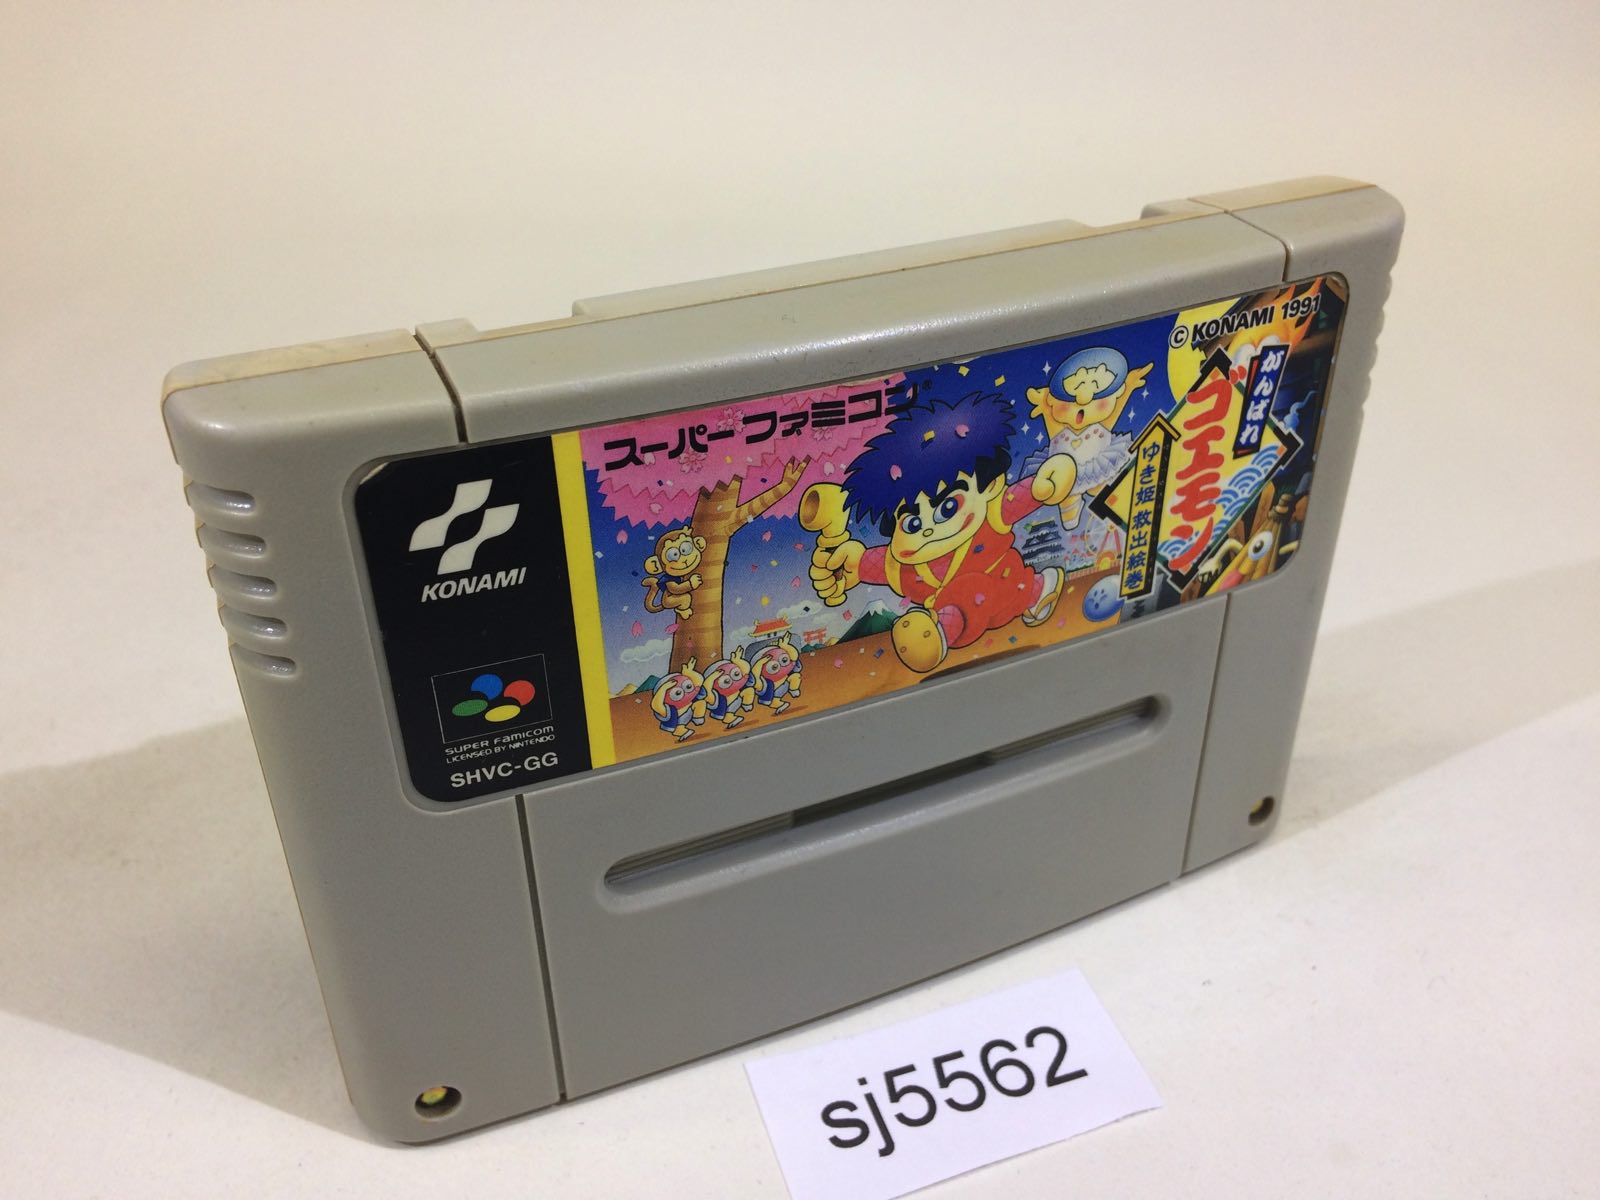 © KONAMI 1991
スーパーファミコン®
がんばれ
ゴエモン
ゆき姫救出絵巻
KONAMI
SUPER FAMICOM
LICENSED BY NINTENDO
SHVC-GG
sj5562